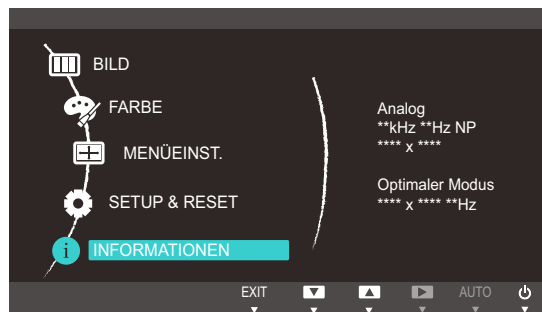 BILD
FARBE
MENÜEINST.
SETUP & RESET
i INFORMATIONEN
Analog
**kHz **Hz NP
**** x ****
Optimaler Modus
**** x **** **Hz
EXIT AUTO